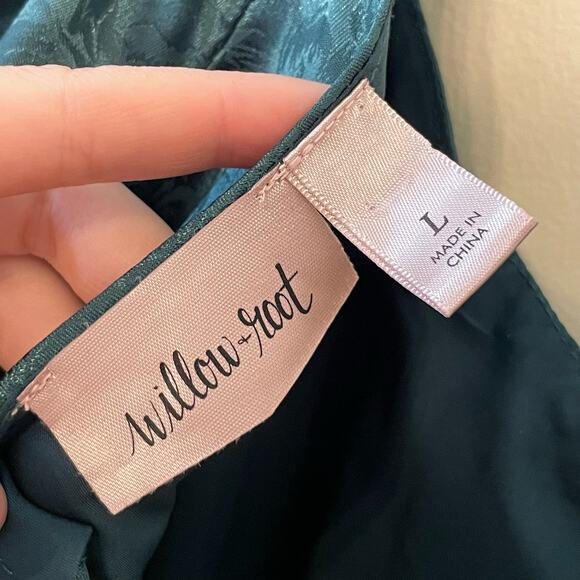 willow + root
L
MADE IN
CHINA